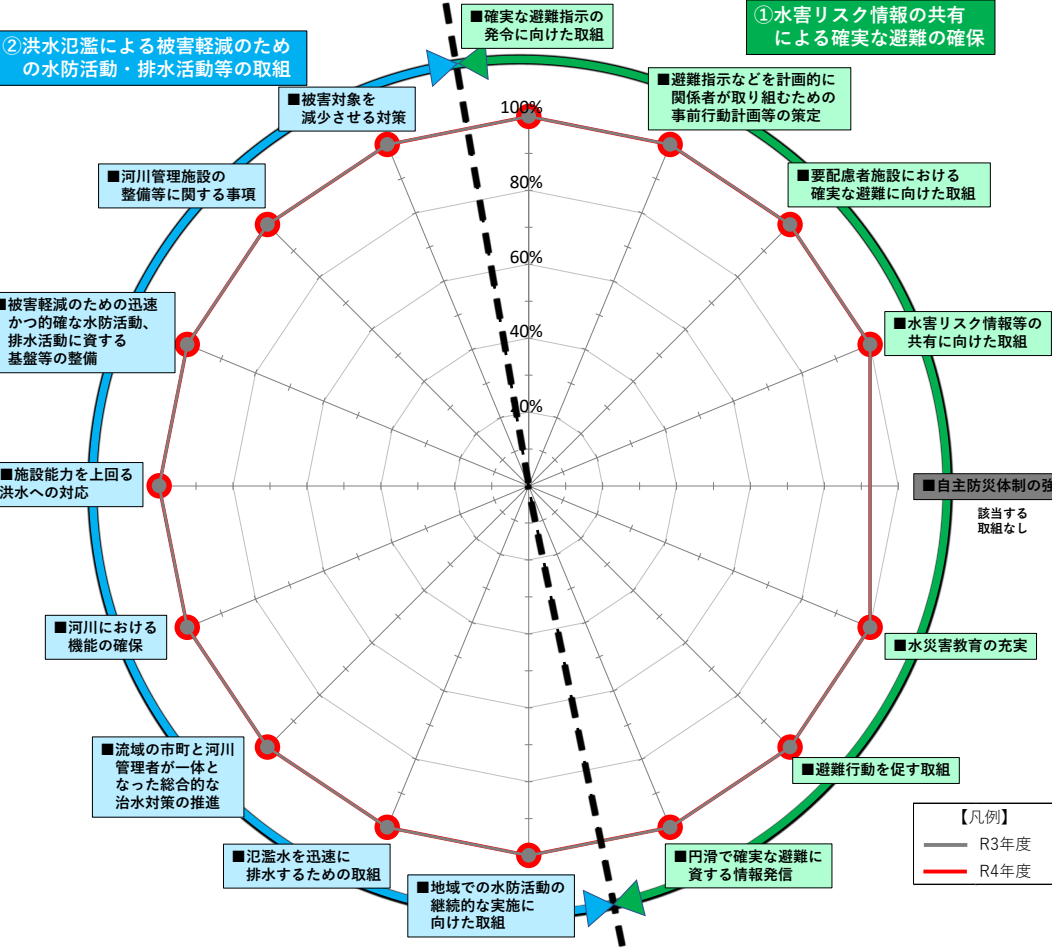 ②洪水氾濫による被害軽減のため
の水防活動・排水活動等の取組
①水害リスク情報の共有
による確実な避難の確保
■確実な避難指示の
発令に向けた取組
■避難指示などを計画的に
関係者が取り組むための
事前行動計画等の策定
■要配慮者施設における
確実な避難に向けた取組
■水害リスク情報等の
共有に向けた取組
■自主防災体制の強
該当する
取組なし
■水災害教育の充実
■避難行動を促す取組
■円滑で確実な避難に
資する情報発信
■地域での水防活動の
継続的な実施に
向けた取組
■氾濫水を迅速に
排水するための取組
■流域の市町と河川
管理者が一体と
なった総合的な
治水対策の推進
■河川における
機能の確保
■施設能力を上回る
洪水への対応
■被害軽減のための迅速
かつ的確な水防活動、
排水活動に資する
基盤等の整備
■河川管理施設の
整備等に関する事項
■被害対象を
減少させる対策
100%
80%
60%
40%
20%
【凡例】
R3年度
R4年度